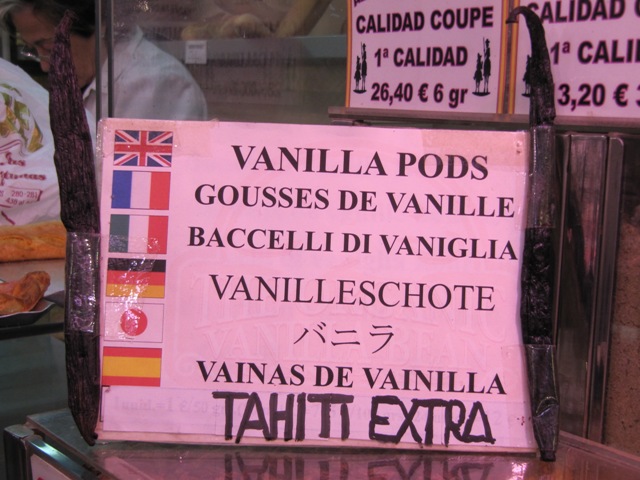 CALIDAD COUPE
1ª CALIDAD
26,40 € 6 gr
CALIDAD
1ª CALI
3,20 €
VANILLA PODS
GOUSSES DE VANILLE
BACCELLI DI VANIGLIA
VANILLESCHOTE
バニラ
VAINAS DE VAINILLA
TAHITI EXTRA